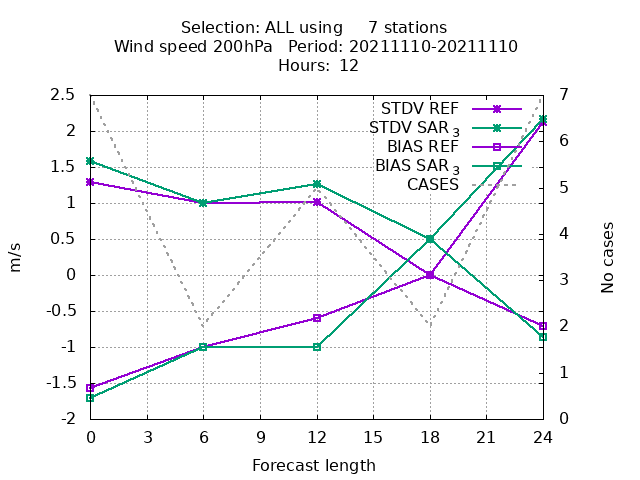 Selection: ALL using     7 stations
Wind speed 200hPa   Period: 20211110-20211110
Hours: 12
STDV REF
STDV SAR 3
BIAS REF
BIAS SAR 3
CASES
2.5
2
1.5
1
0.5
0
-0.5
-1
-1.5
-2
m/s
7
6
5
4
3
2
1
0
No cases
0 3 6 9 12 15 18 21 24
Forecast length